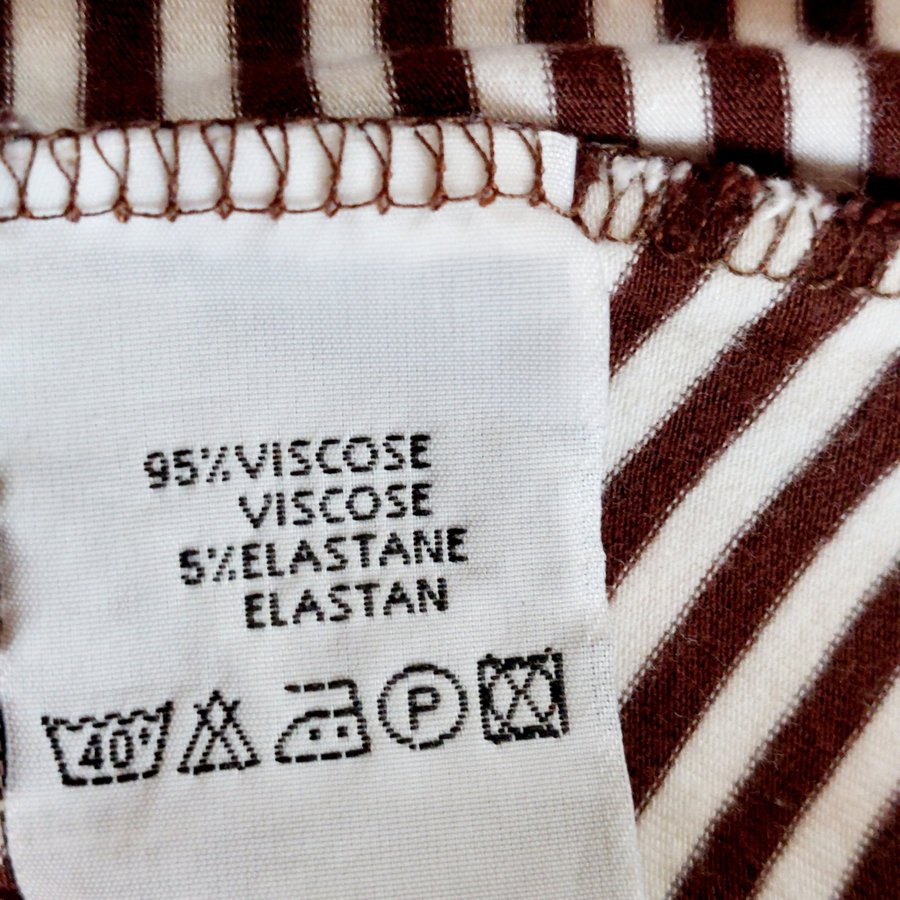 95%VISCOSE
VISCOSE
5%ELASTANE
ELASTAN
40° P